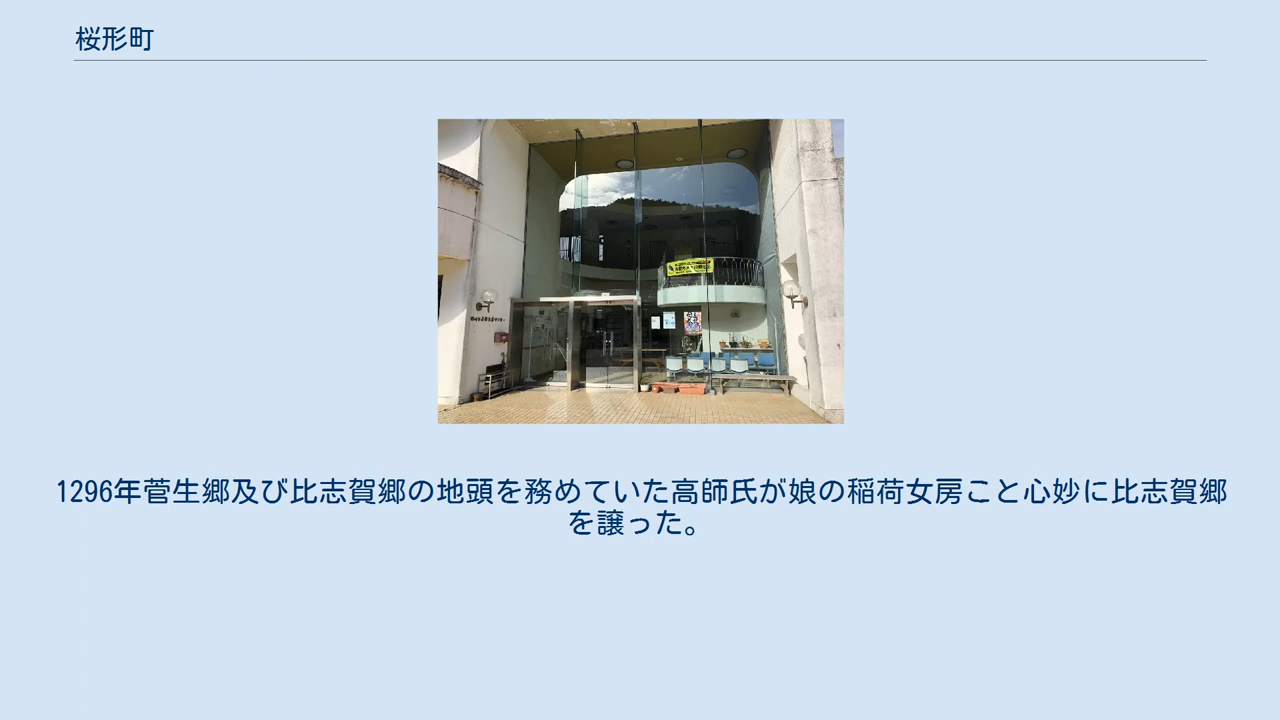 桜形町
1296年菅生郷及び比志賀郷の地頭を務めていた高師氏が娘の稲荷女房こと心妙に比志賀郷
を譲った。